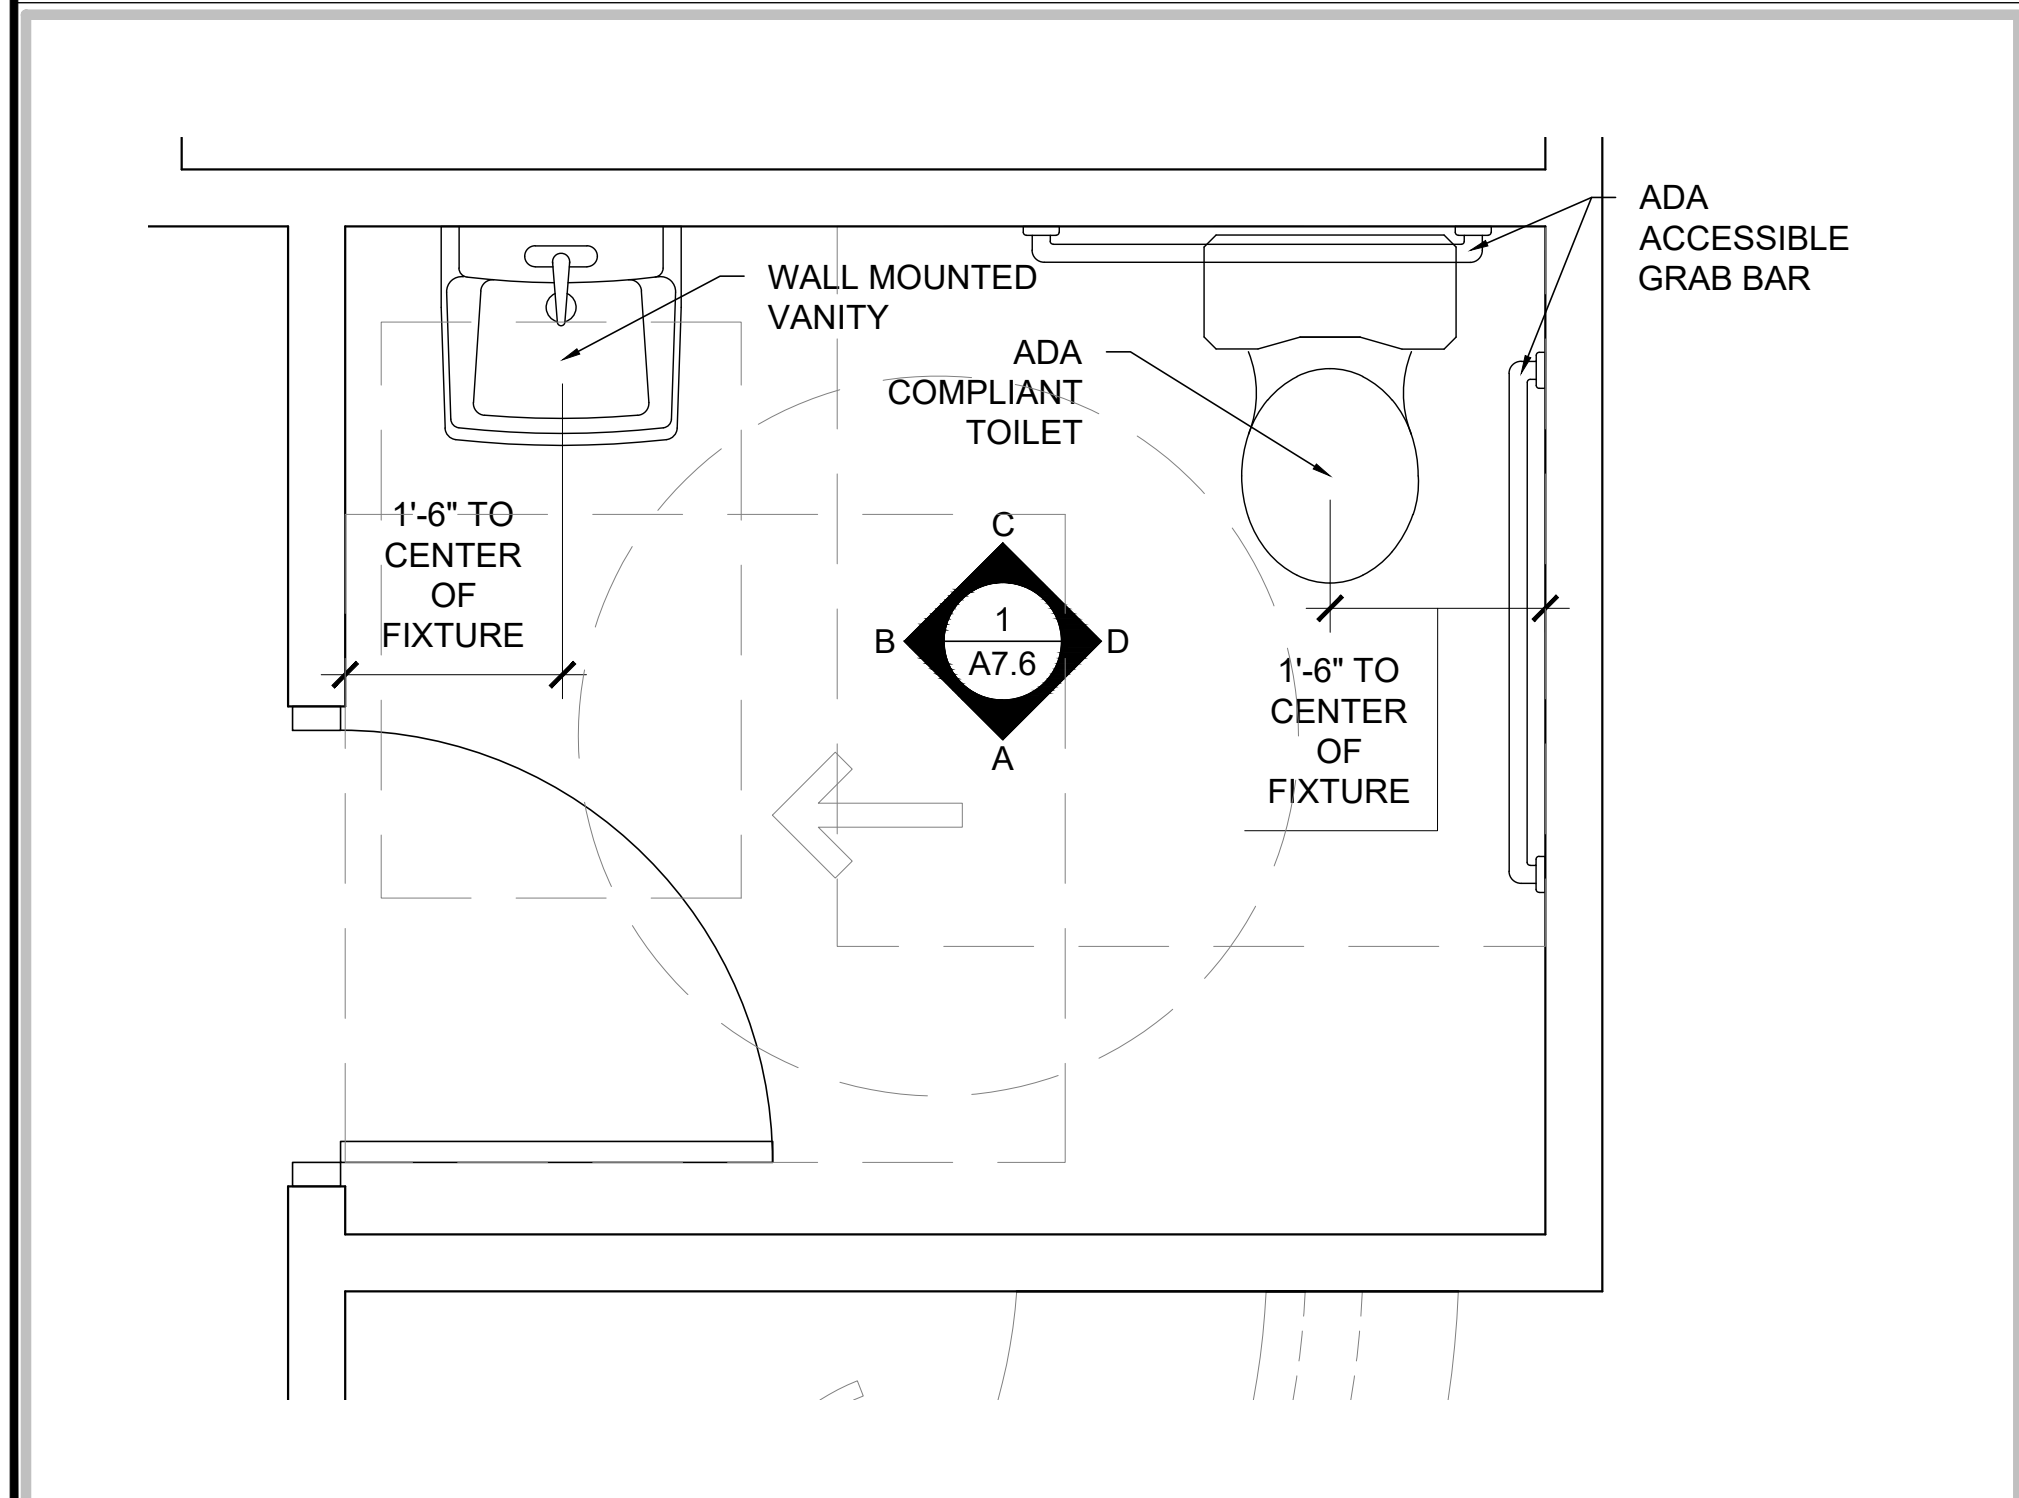 ADA
ACCESSIBLE
GRAB BAR
WALL MOUNTED
VANITY
ADA
COMPLIANT
TOILET
1'-6" TO
CENTER
OF
FIXTURE
C
B
1
A7.6
D
A
1'-6" TO
CENTER
OF
FIXTURE